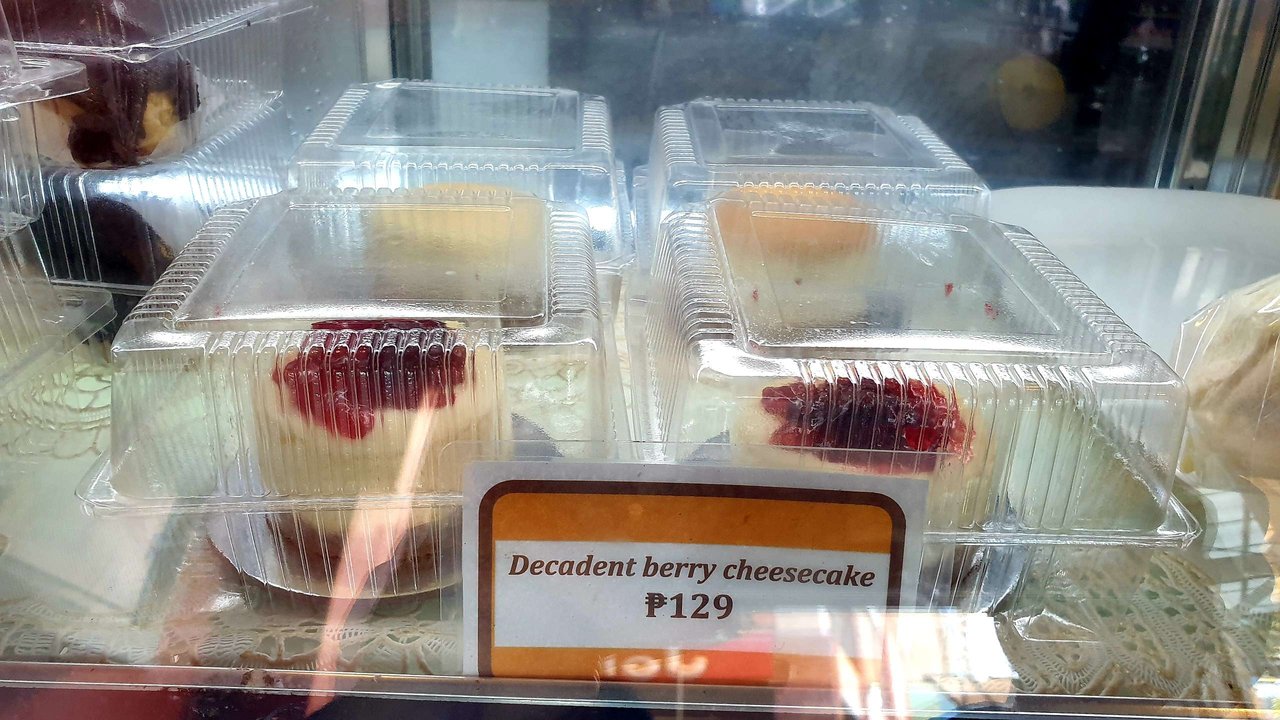 Decadent berry cheesecake
₱129